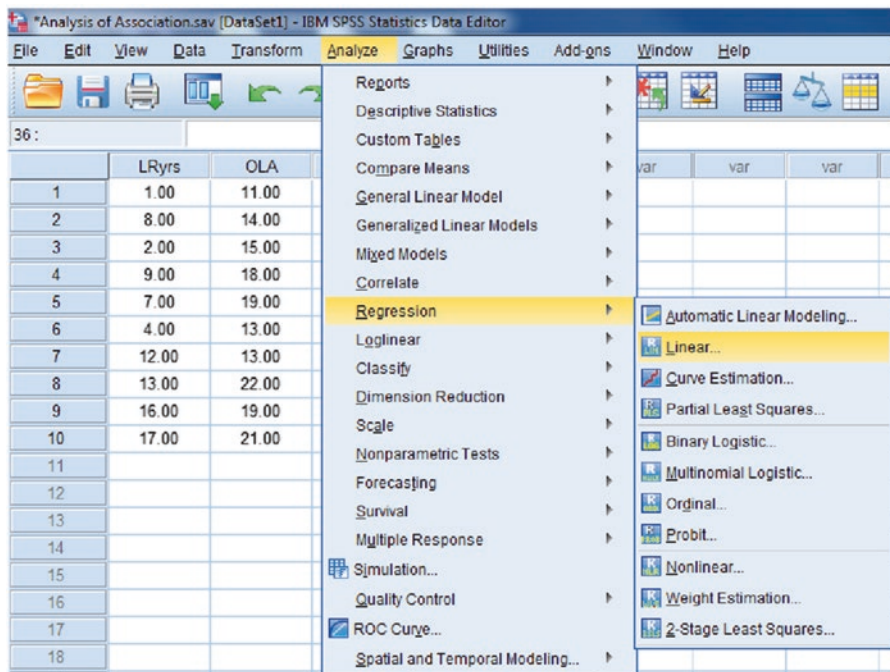 *Analysis of Association.sav [DataSet1] - IBM SPSS Statistics Data Editor
File Edit View Data Transform Analyze Graphs Utilities Add-ons Window Help
36 :
LRyrs OLA var var var
1 1.00 11.00
2 8.00 14.00
3 2.00 15.00
4 9.00 18.00
5 7.00 19.00
6 4.00 13.00
7 12.00 13.00
8 13.00 22.00
9 16.00 19.00
10 17.00 21.00
11
12
13
14
15
16
17
18
Reports
Descriptive Statistics
Custom Tables
Compare Means
General Linear Model
Generalized Linear Models
Mixed Models
Correlate
Regression
Loglinear
Classify
Dimension Reduction
Scale
Nonparametric Tests
Forecasting
Survival
Multiple Response
Simulation...
Quality Control
ROC Curve...
Spatial and Temporal Modeling...
Automatic Linear Modeling...
Linear...
Curve Estimation...
Partial Least Squares...
Binary Logistic...
Multinomial Logistic...
Ordinal...
Probit...
Nonlinear...
Weight Estimation...
2-Stage Least Squares...